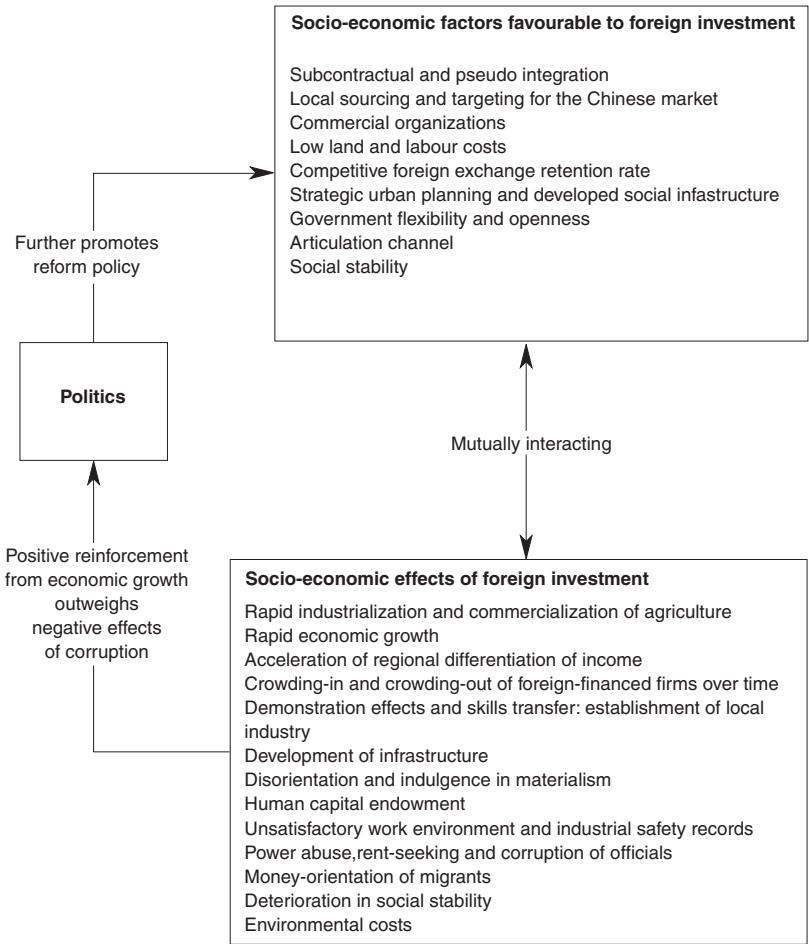 Socio-economic factors favourable to foreign investment
Subcontractual and pseudo integration
Local sourcing and targeting for the Chinese market
Commercial organizations
Low land and labour costs
Competitive foreign exchange retention rate
Strategic urban planning and developed social infastructure
Government flexibility and openness
Articulation channel
Social stability
Further promotes
reform policy
Politics
Mutually interacting
Positive reinforcement
from economic growth
outweighs
negative effects
of corruption
Socio-economic effects of foreign investment
Rapid industrialization and commercialization of agriculture
Rapid economic growth
Acceleration of regional differentiation of income
Crowding-in and crowding-out of foreign-financed firms over time
Demonstration effects and skills transfer: establishment of local
industry
Development of infrastructure
Disorientation and indulgence in materialism
Human capital endowment
Unsatisfactory work environment and industrial safety records
Power abuse,rent-seeking and corruption of officials
Money-orientation of migrants
Deterioration in social stability
Environmental costs